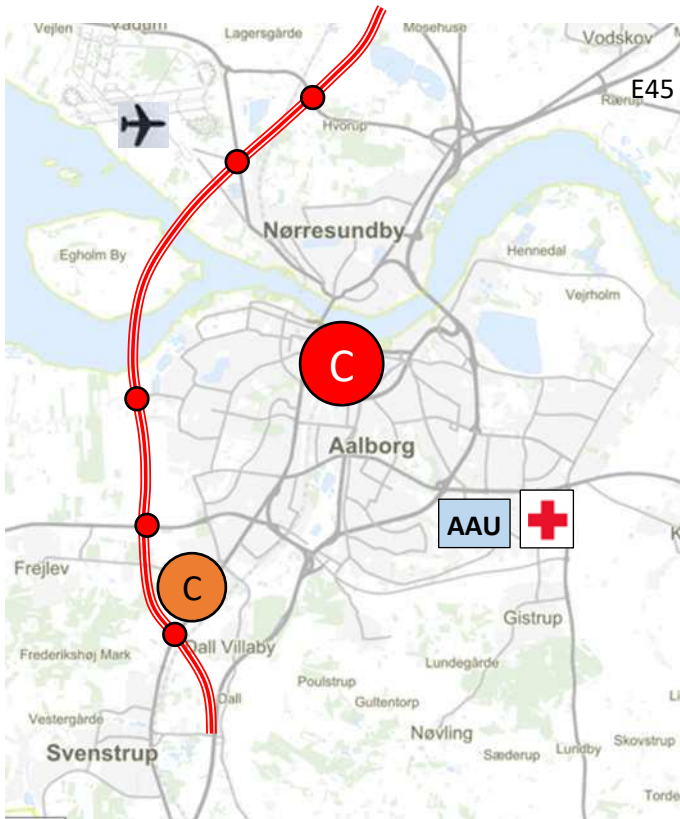 Vejlen
Vadum
Lagersgårde
Mosehuse
Vodskov
E45
Rærup
Hvorup
Nørresundby
Egholm By
Hennedal
Vejrholm
C
Aalborg
AAU
Frejlev
C
Gistrup
Dall Villaby
Frederikshøj Mark
Lundegårde
Poulstrup
Dall
Gultentorp
Vestergårde
Nøvling
Svenstrup
Sæderup
Lundby
Skovstrup